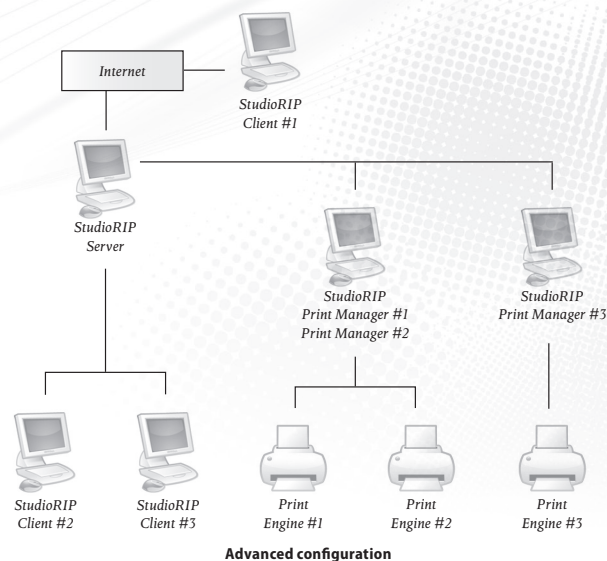 Internet
StudioRIP
Client #1
StudioRIP
Server
StudioRIP
Print Manager #1
Print Manager #2
StudioRIP
Print Manager #3
StudioRIP
Client #2
StudioRIP
Client #3
Print
Engine #1
Print
Engine #2
Print
Engine #3
Advanced configuration